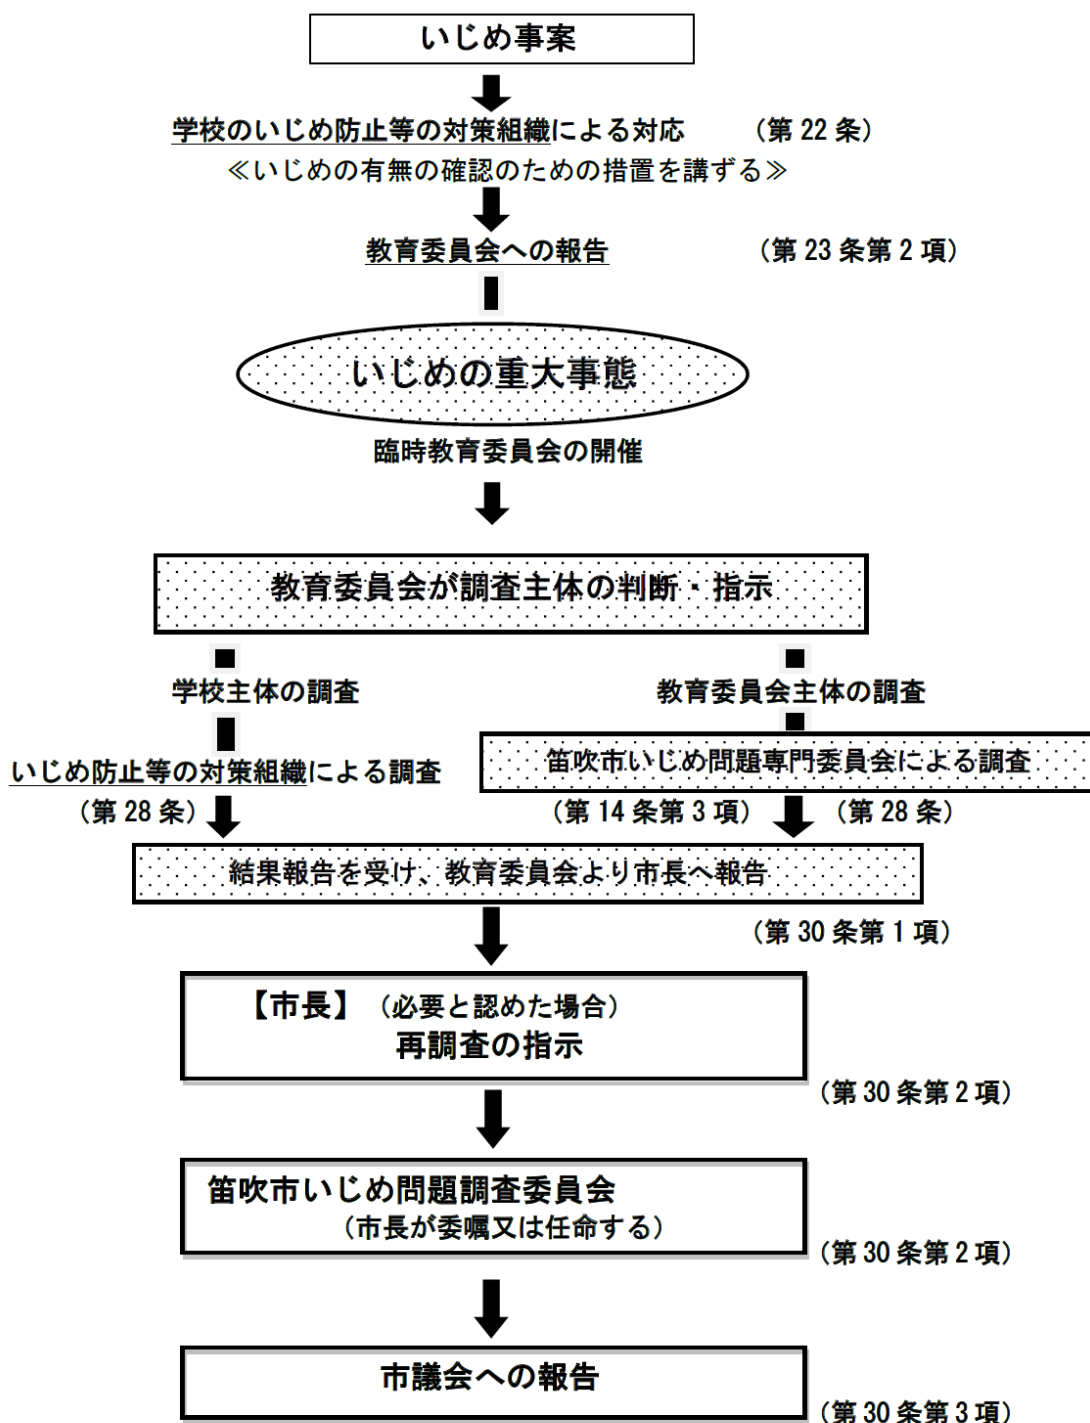 いじめ事案
学校のいじめ防止等の対策組織による対応 （第 22 条）
≪いじめの有無の確認のための措置を講ずる≫
教育委員会への報告 （第 23 条第 2 項）
いじめの重大事態
臨時教育委員会の開催
教育委員会が調査主体の判断・指示
学校主体の調査 教育委員会主体の調査
笛吹市いじめ問題専門委員会による調査
いじめ防止等の対策組織による調査
（第 28 条） （第 14 条第 3 項） （第 28 条）
結果報告を受け、教育委員会より市長へ報告
（第 30 条第 1 項）
【市長】（必要と認めた場合）
再調査の指示
（第 30 条第 2 項）
笛吹市いじめ問題調査委員会
（市長が委嘱又は任命する）
（第 30 条第 2 項）
市議会への報告
（第 30 条第 3 項）